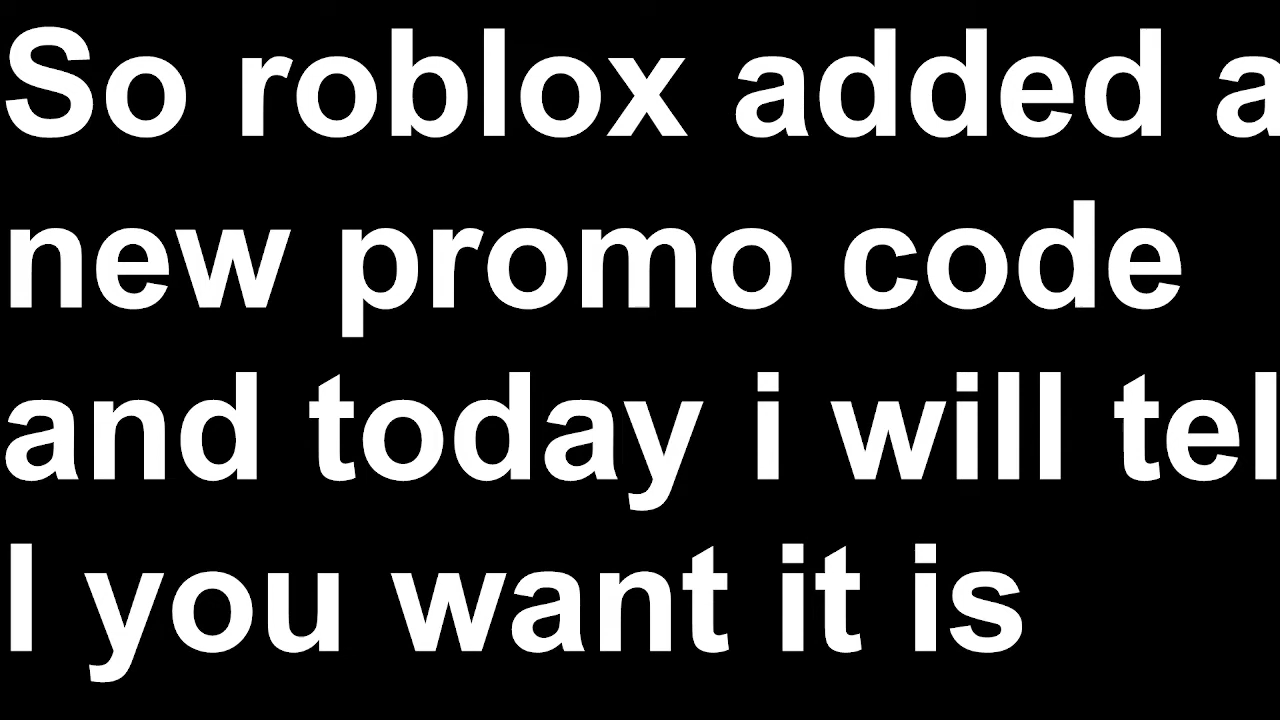 So roblox added a
new promo code
and today i will tel
l you want it is